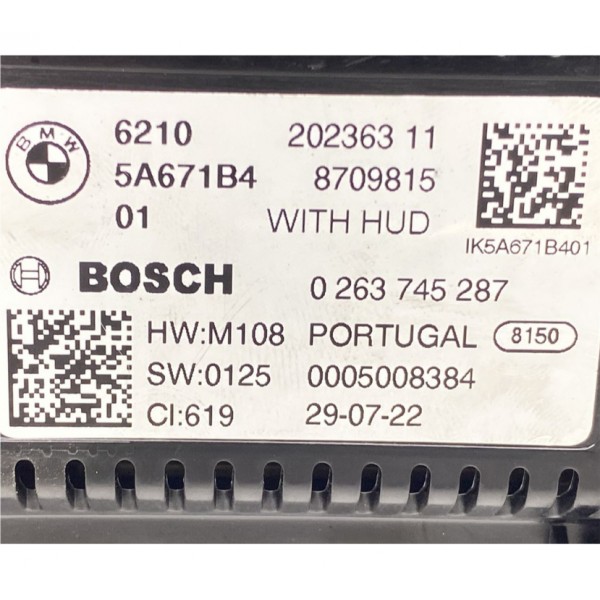 BMW
6210 202363 11
5A671B4 8709815
01 WITH HUD
IK5A671B401
BOSCH 0 263 745 287
HW:M108 PORTUGAL 8150
SW:0125 0005008384
CI:619 29-07-22